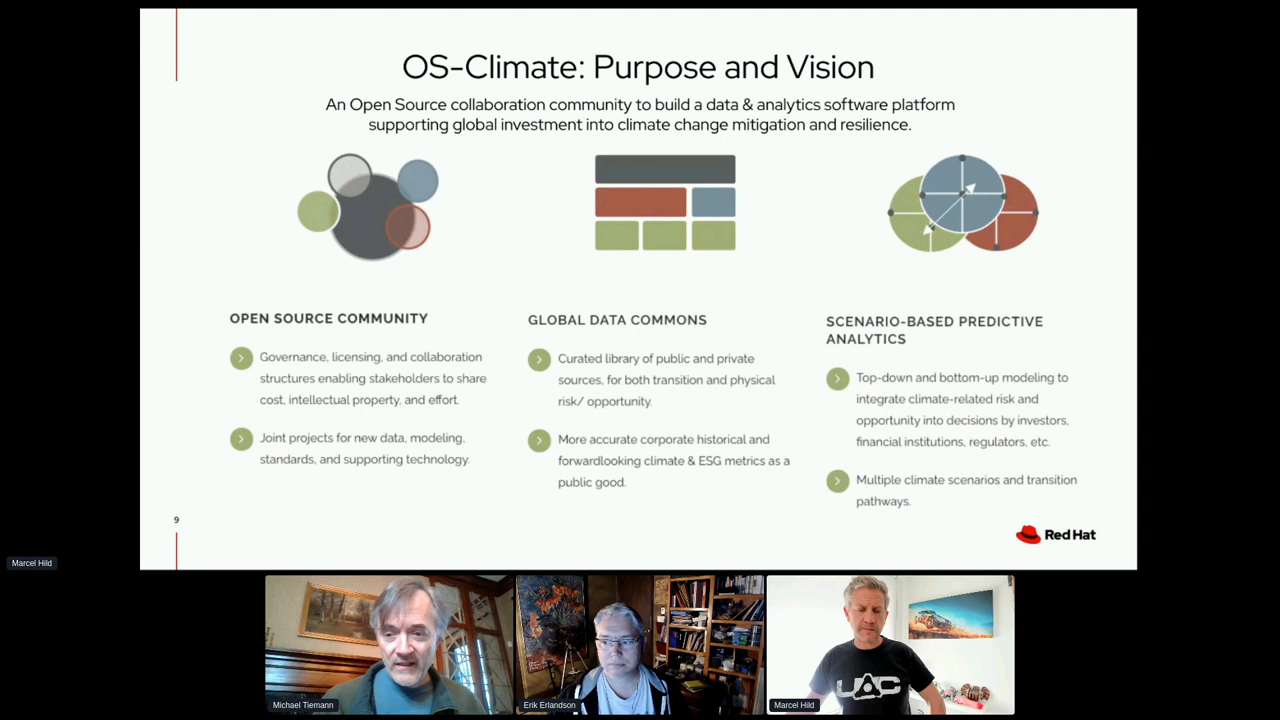 OS-Climate: Purpose and Vision
An Open Source collaboration community to build a data & analytics software platform
supporting global investment into climate change mitigation and resilience.
OPEN SOURCE COMMUNITY
Governance, licensing, and collaboration
structures enabling stakeholders to share
cost, intellectual property, and effort.
Joint projects for new data, modeling,
standards, and supporting technology.
GLOBAL DATA COMMONS
Curated library of public and private
sources, for both transition and physical
risk/ opportunity.
More accurate corporate historical and
forwardlooking climate & ESG metrics as a
public good.
SCENARIO-BASED PREDICTIVE
ANALYTICS
Top-down and bottom-up modeling to
integrate climate-related risk and
opportunity into decisions by investors,
financial institutions, regulators, etc.
Multiple climate scenarios and transition
pathways.
9
Red Hat
Marcel Hild
Michael Tiemann
Erik Erlandson
Marcel Hild
UAC